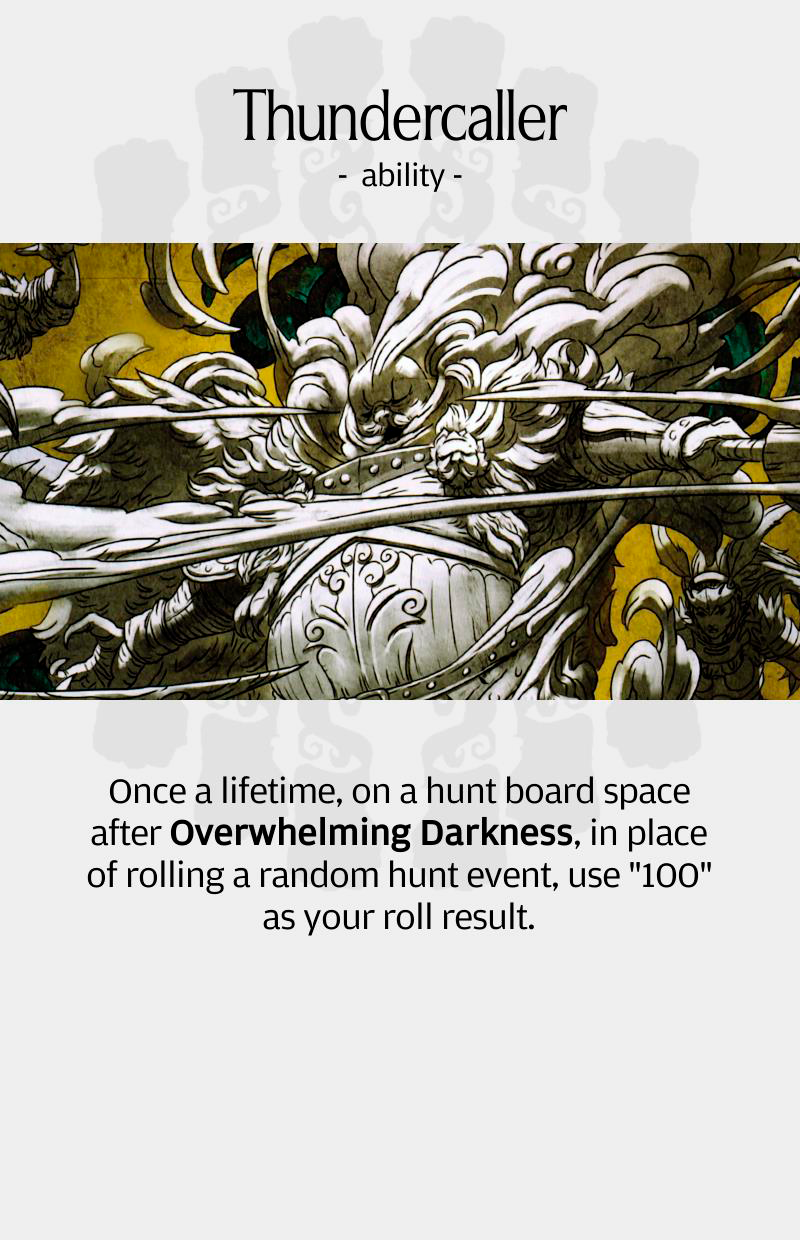 Thundercaller
- ability -
Once a lifetime, on a hunt board space
after Overwhelming Darkness, in place
of rolling a random hunt event, use "100"
as your roll result.